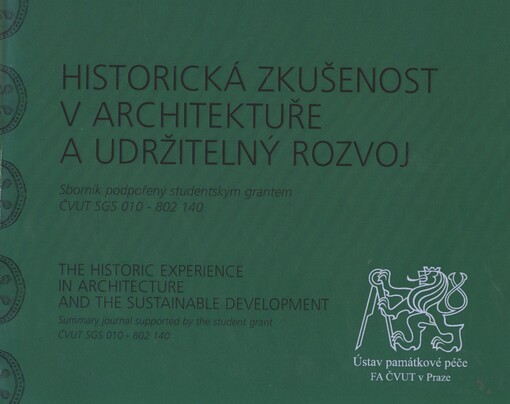 HISTORICKÁ ZKUŠENOST
V ARCHITEKTUŘE
A UDRŽITELNÝ ROZVOJ
Sborník podpořený studentským grantem
ČVUT SGS 010 - 802 140
THE HISTORIC EXPERIENCE
IN ARCHITECTURE
AND THE SUSTAINABLE DEVELOPMENT
Summary journal supported by the student grant
ČVUT SGS 010 - 802 140
Ústav památkové péče
FA ČVUT v Praze